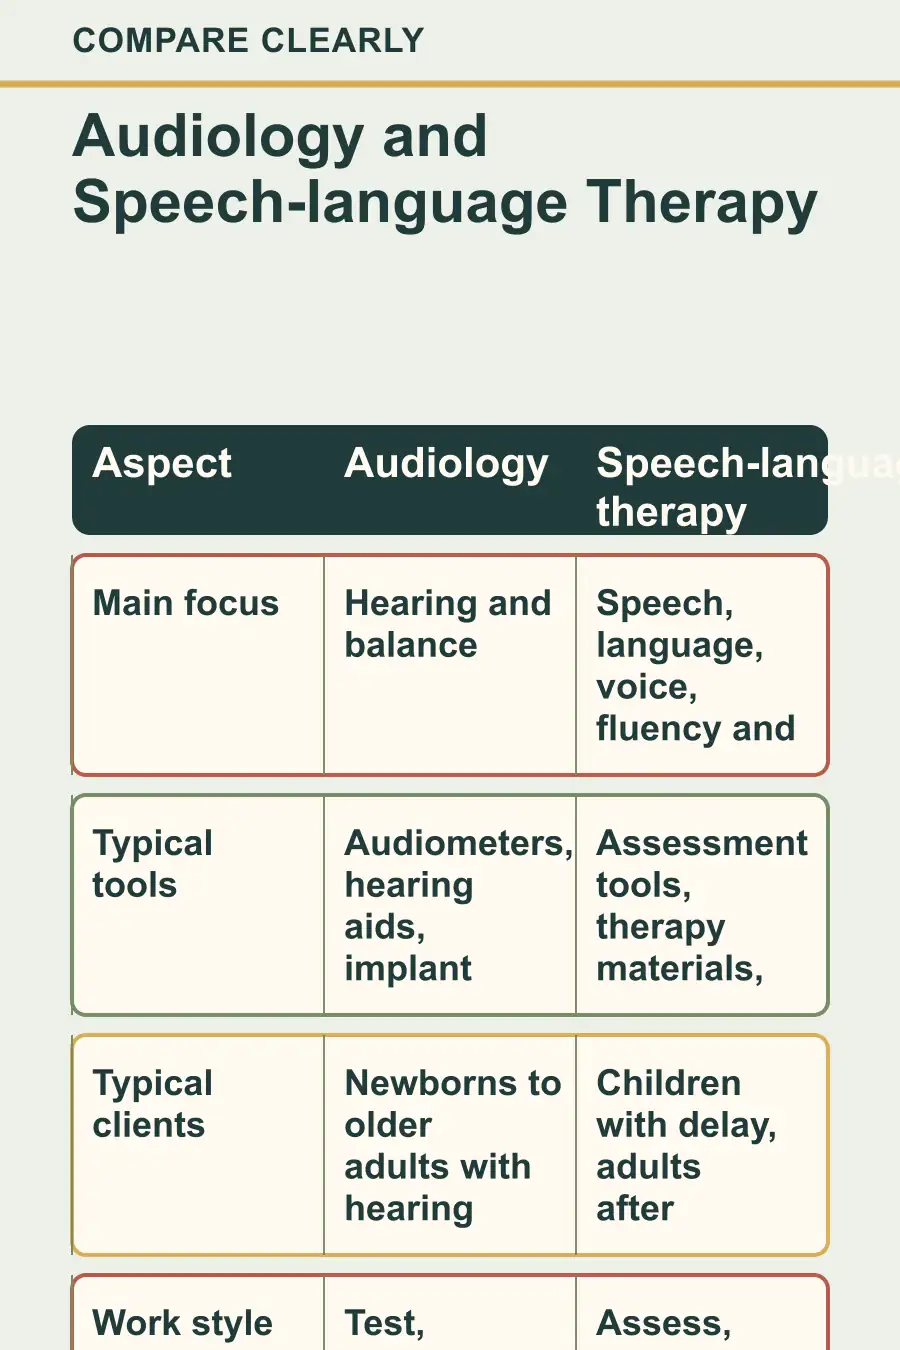 COMPARE CLEARLY
Audiology and
Speech-language Therapy
Aspect
Audiology
Speech-langua
therapy
Main focus
Hearing and
balance
Speech,
language,
voice,
fluency and
Typical
tools
Audiometers,
hearing
aids,
implant
Assessment
tools,
therapy
materials,
Typical
clients
Newborns to
older
adults with
hearing
Children
with delay,
adults
after
Work style
Test,
Assess,